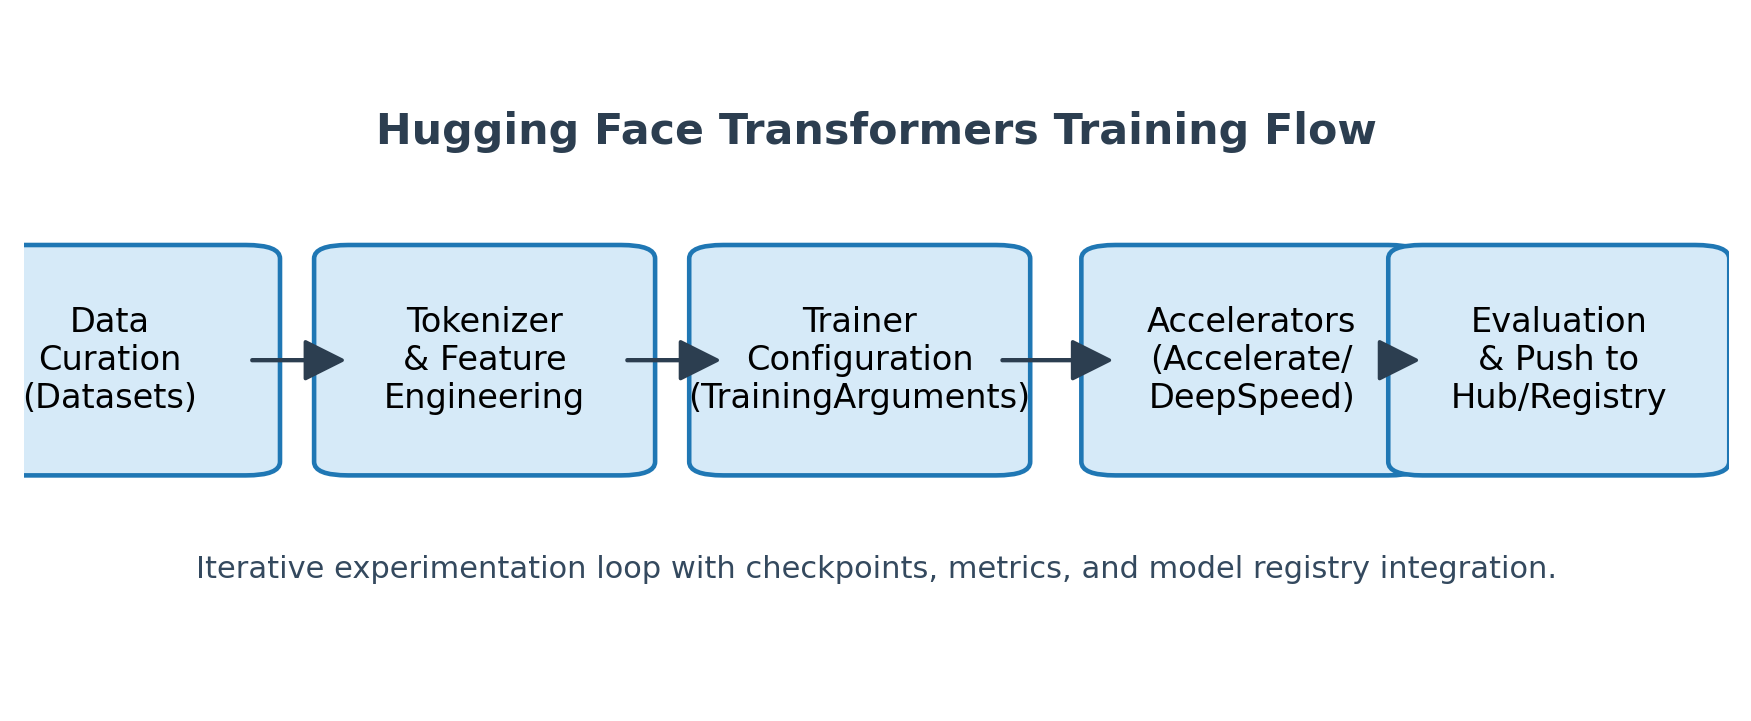 Hugging Face Transformers Training Flow
Data
Curation
(Datasets)
Tokenizer
& Feature
Engineering
Trainer
Configuration
(TrainingArguments)
Accelerators
(Accelerate/
DeepSpeed)
Evaluation
& Push to
Hub/Registry
Iterative experimentation loop with checkpoints, metrics, and model registry integration.